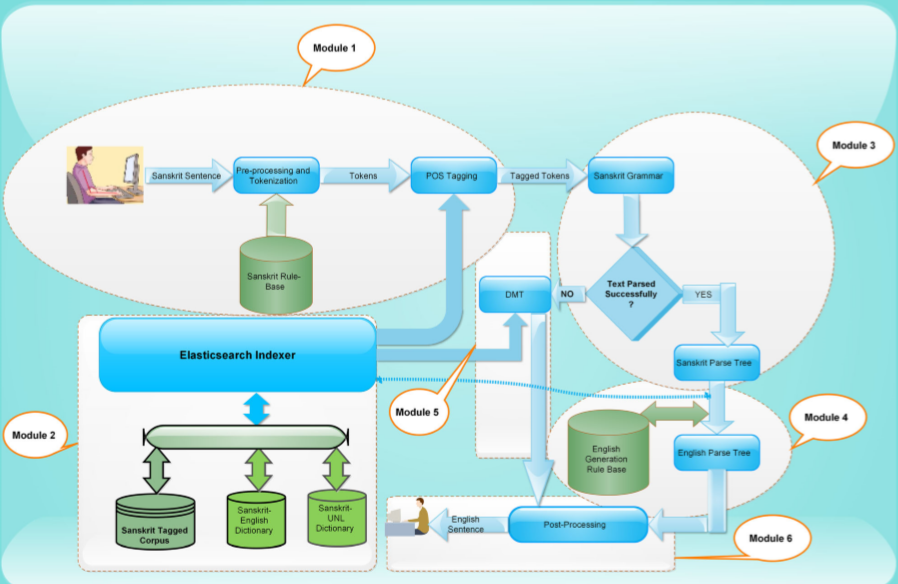 Module 1
Module 3
Sanskrit Sentence
Pre-processing and
Tokenization
Tokens
POS Tagging
Tagged Tokens
Sanskrit Grammar
Sanskrit Rule-
Base
DMT
NO
Text Parsed
Successfully
?
YES
Elasticsearch Indexer
Sanskrit Parse Tree
Module 5
Module 2
Module 4
English
Generation
Rule Base
English Parse Tree
Sanskrit Tagged
Corpus
Sanskrit-
English
Dictionary
Sanskrit-
UNL
Dictionary
English
Sentence
Post-Processing
Module 6